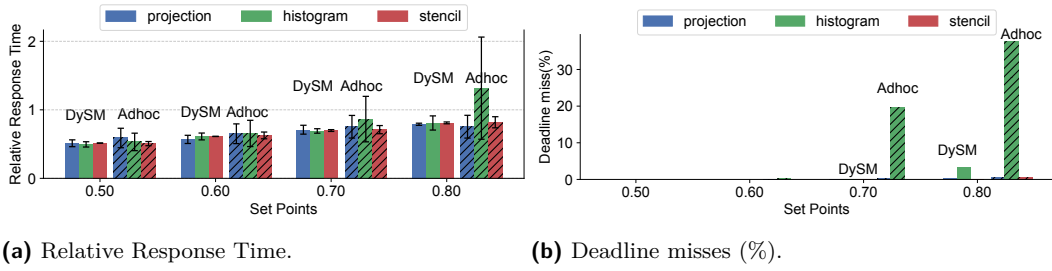 projection histogram stencil
Relative Response Time
2
1
0
DySM Adhoc
DySM Adhoc
DySM Adhoc
DySM Adhoc
0.50 0.60 0.70 0.80
Set Points
(a) Relative Response Time.
projection histogram stencil
Deadline miss(%)
30
20
10
0
DySM Adhoc
DySM Adhoc
0.50 0.60 0.70 0.80
Set Points
(b) Deadline misses (%).